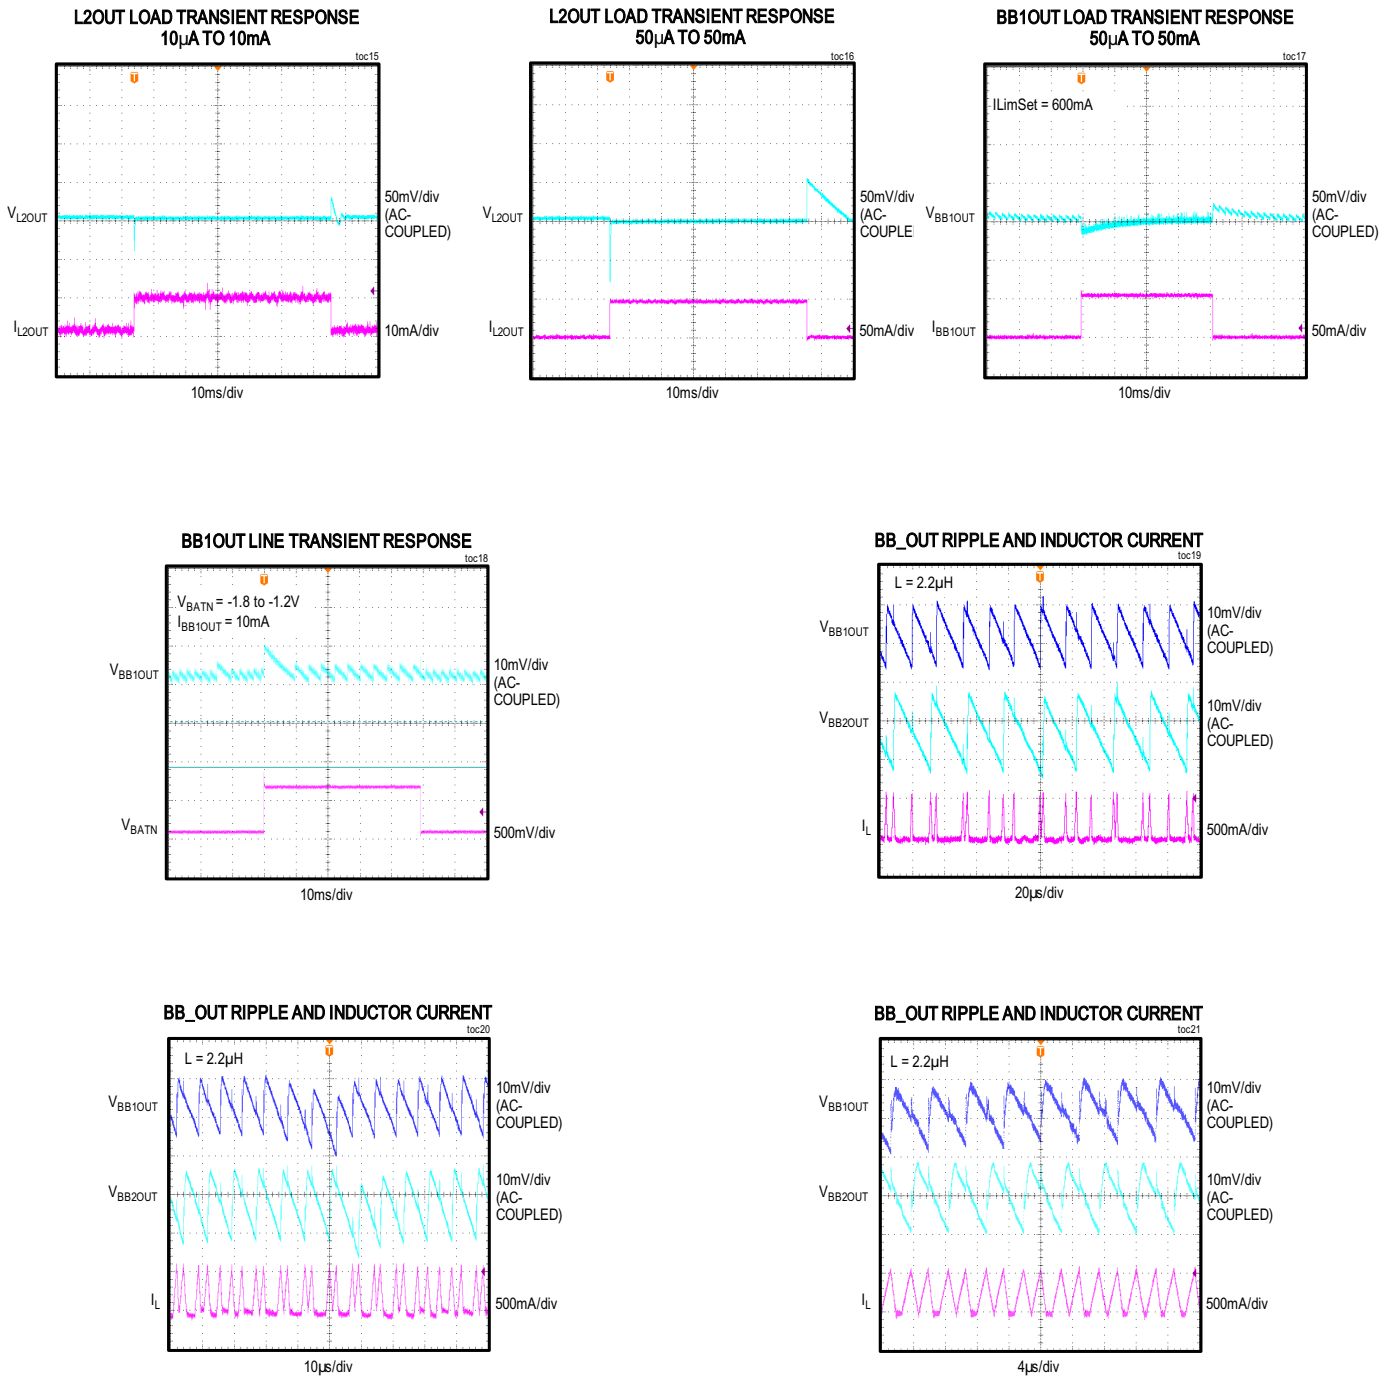 L2OUT LOAD TRANSIENT RESPONSE
10µA TO 10mA
toc15
T
V_L2OUT
50mV/div
(AC-
COUPLED)
I_L2OUT
10mA/div
10ms/div
L2OUT LOAD TRANSIENT RESPONSE
50µA TO 50mA
toc16
T
V_L2OUT
50mV/div
(AC-
COUPLE
I_L2OUT
50mA/div
10ms/div
BB1OUT LOAD TRANSIENT RESPONSE
50µA TO 50mA
toc17
T
ILimSet = 600mA
V_BB1OUT
50mV/div
(AC-
COUPLED)
I_BB1OUT
50mA/div
10ms/div
BB1OUT LINE TRANSIENT RESPONSE
toc18
T
V_BATN = -1.8 to -1.2V
I_BB1OUT = 10mA
V_BB1OUT
10mV/div
(AC-
COUPLED)
V_BATN
500mV/div
10ms/div
BB_OUT RIPPLE AND INDUCTOR CURRENT
toc19
T
L = 2.2µH
V_BB1OUT
10mV/div
(AC-
COUPLED)
V_BB2OUT
10mV/div
(AC-
COUPLED)
I_L
500mA/div
20µs/div
BB_OUT RIPPLE AND INDUCTOR CURRENT
toc20
T
L = 2.2µH
V_BB1OUT
10mV/div
(AC-
COUPLED)
V_BB2OUT
10mV/div
(AC-
COUPLED)
I_L
500mA/div
10µs/div
BB_OUT RIPPLE AND INDUCTOR CURRENT
toc21
T
L = 2.2µH
V_BB1OUT
10mV/div
(AC-
COUPLED)
V_BB2OUT
10mV/div
(AC-
COUPLED)
I_L
500mA/div
4µs/div